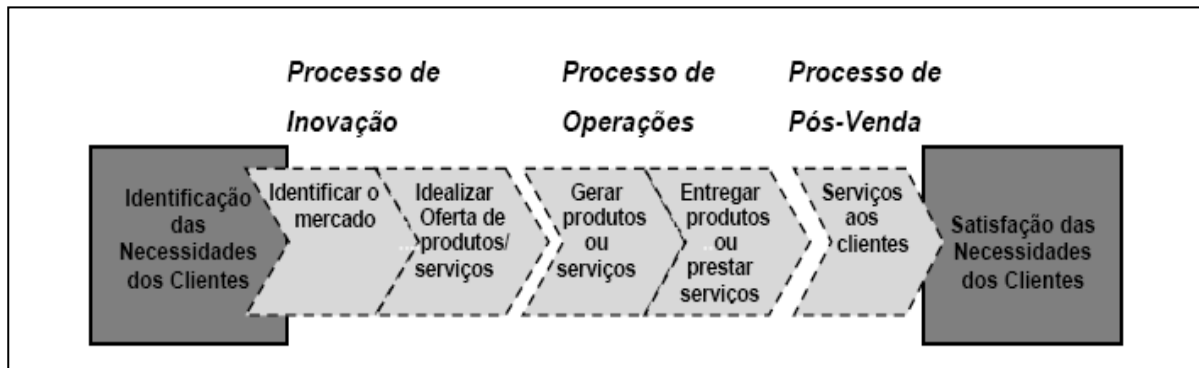 Processo de
Inovação
Processo de
Operações
Processo de
Pós-Venda
Identificação
das
Necessidades
dos Clientes
Identificar o
mercado
Idealizar
Oferta de
produtos/
serviços
Gerar
produtos
ou
serviços
Entregar
produtos
ou
prestar
serviços
Serviços
aos
clientes
Satisfação das
Necessidades
dos Clientes